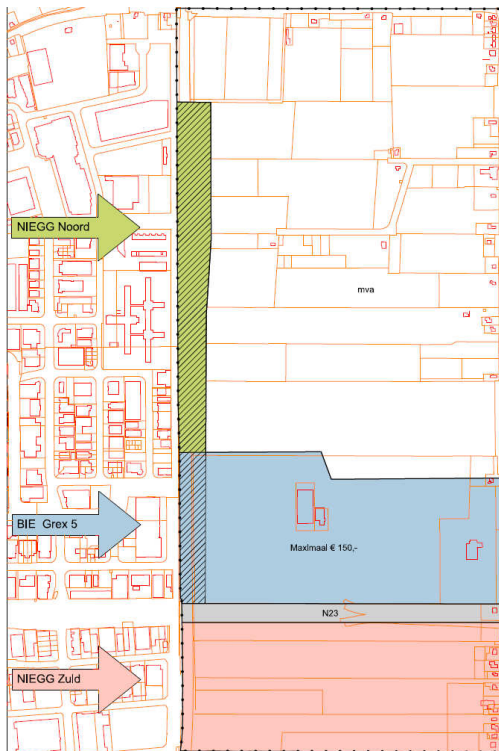 NIEGG Noord
mva
BIE Grex 5
Maximaal € 150,-
N23
NIEGG Zuid